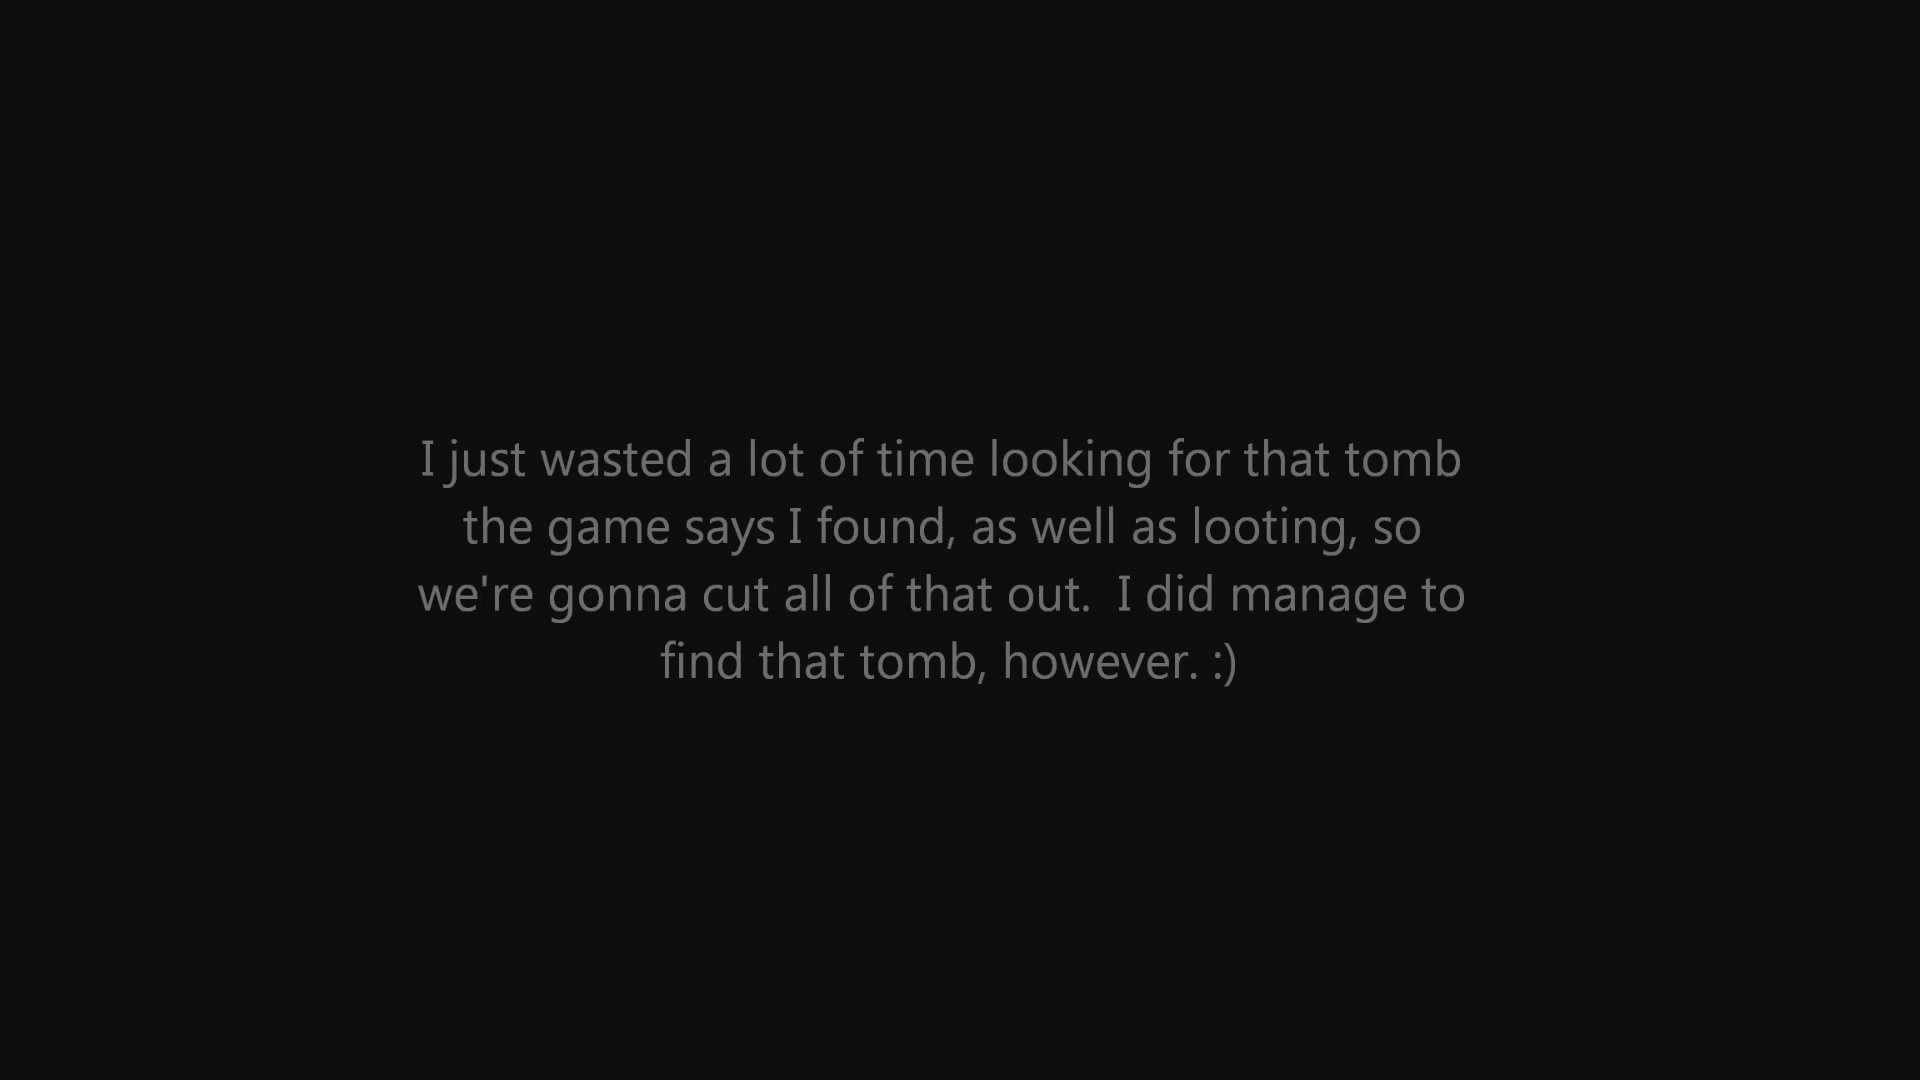 I just wasted a lot of time looking for that tomb
the game says I found, as well as looting, so
we're gonna cut all of that out.  I did manage to
find that tomb, however. :)